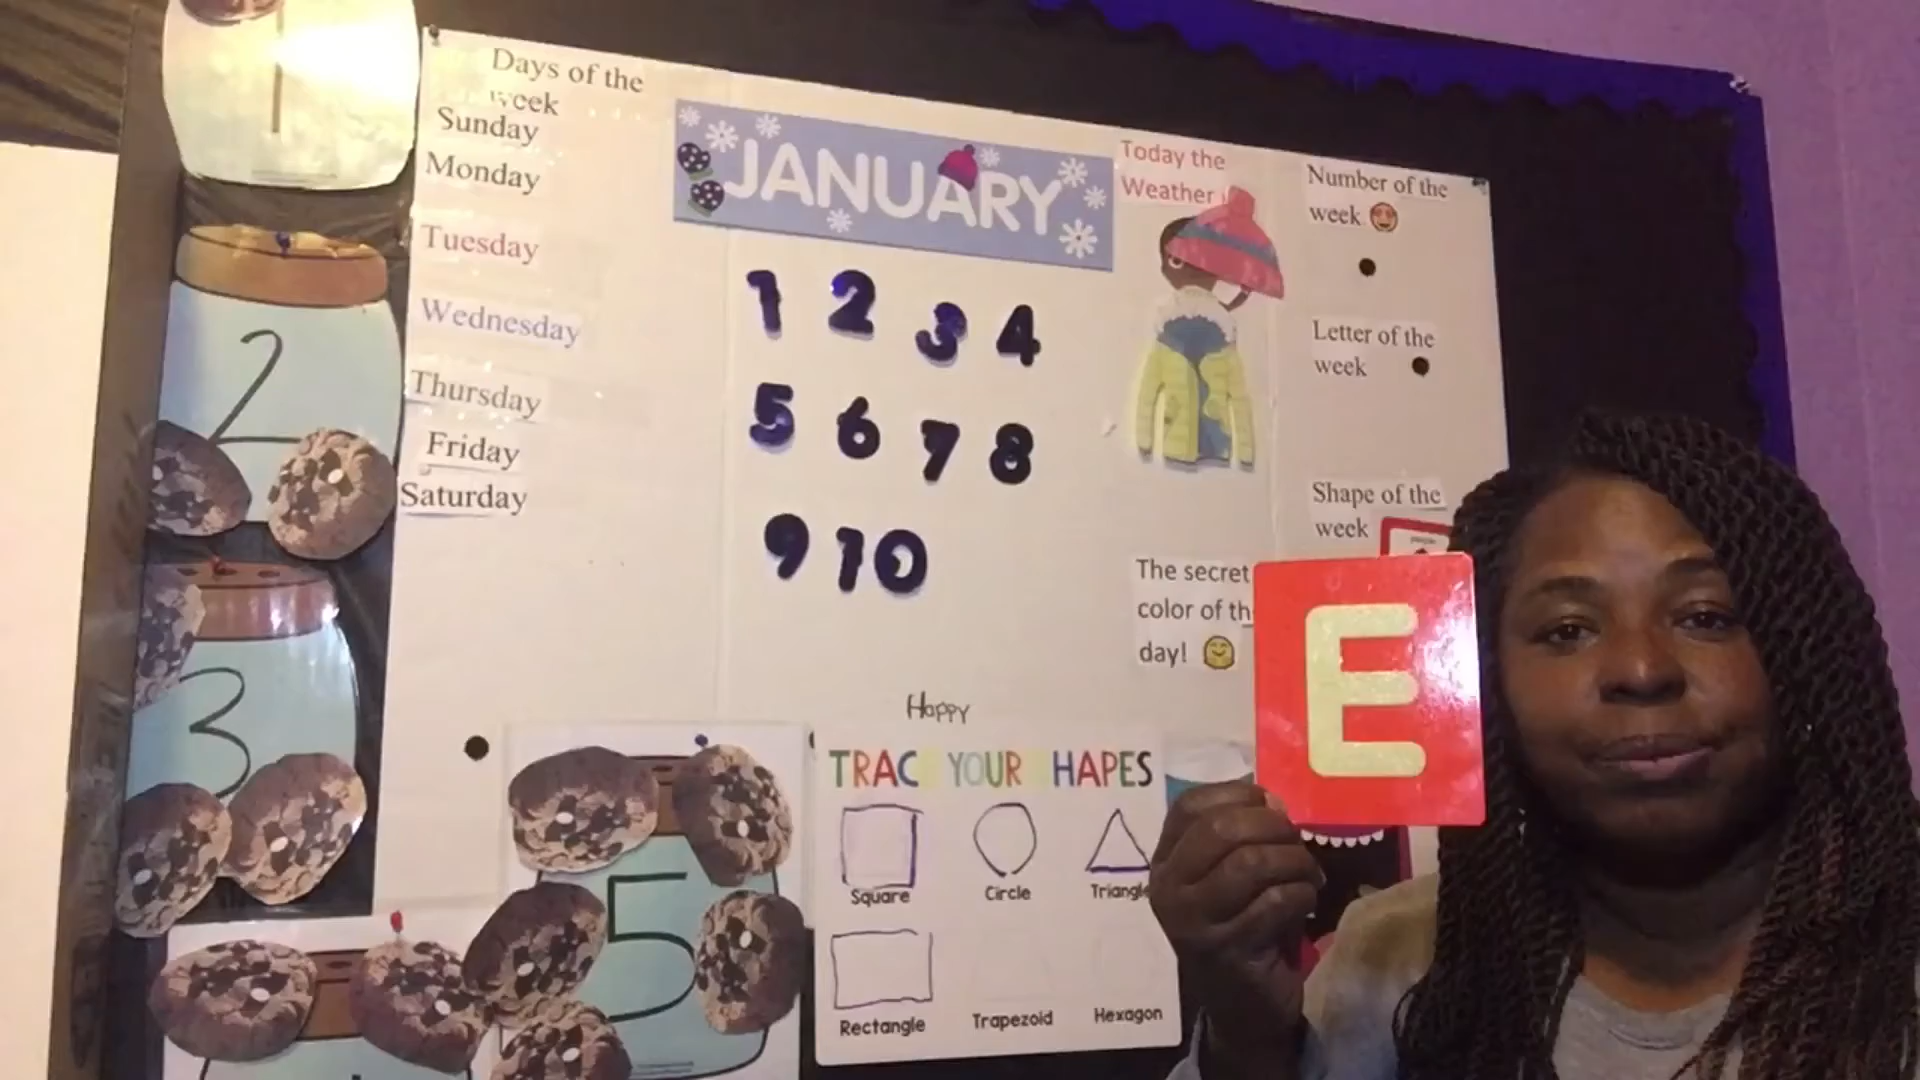 1
2
3
5
Days of the
week
Sunday
Monday
Tuesday
Wednesday
Thursday
Friday
Saturday
JANUARY
1 2 3 4
5 6 7 8
9 10
Today the
Weather
Number of the
week
Letter of the
week
Shape of the
week
The secret
color of th
day!
E
Happy
TRAC YOUR HAPES
Square Circle Triangle
Rectangle Trapezoid Hexagon